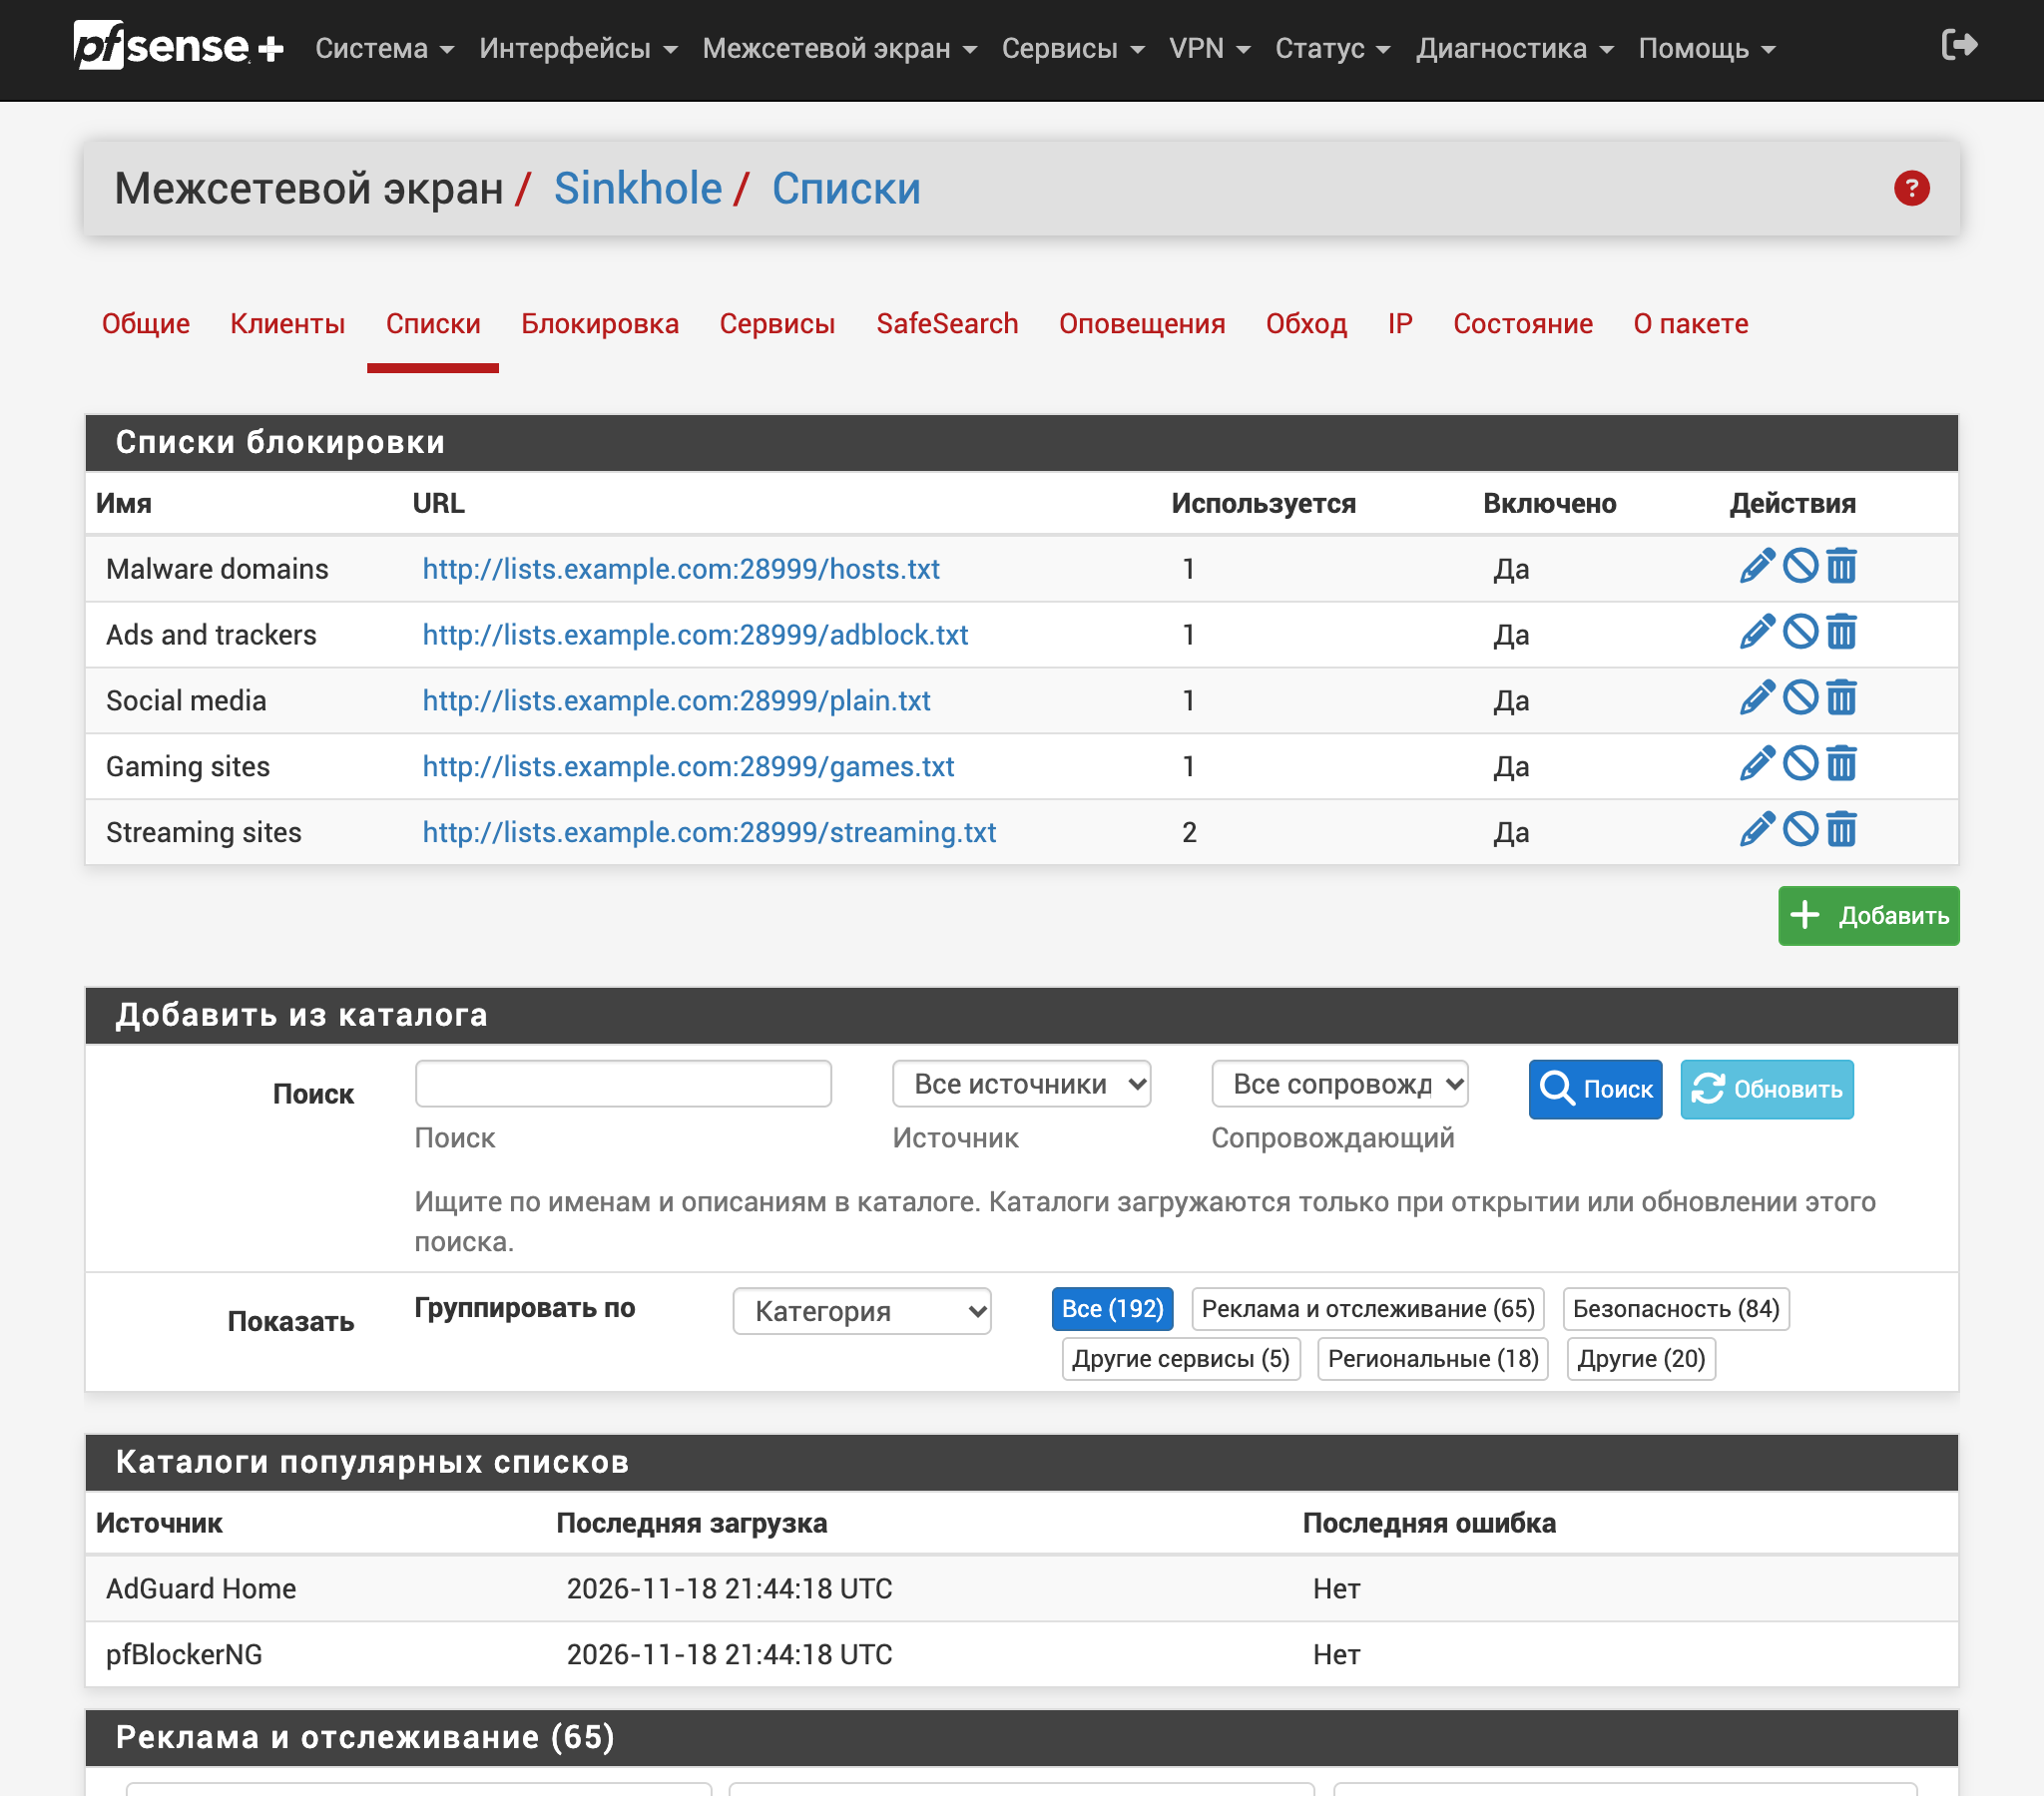 pfsense + Система Интерфейсы Межсетевой экран Сервисы VPN Статус Диагностика Помощь
Межсетевой экран / Sinkhole / Списки ?
Общие Клиенты Списки Блокировка Сервисы SafeSearch Оповещения Обход IP Состояние О пакете
Списки блокировки
Имя URL Используется Включено Действия
Malware domains http://lists.example.com:28999/hosts.txt 1 Да
Ads and trackers http://lists.example.com:28999/adblock.txt 1 Да
Social media http://lists.example.com:28999/plain.txt 1 Да
Gaming sites http://lists.example.com:28999/games.txt 1 Да
Streaming sites http://lists.example.com:28999/streaming.txt 2 Да
Добавить
Добавить из каталога
Поиск Все источники Все сопровожд Поиск Обновить
Поиск Источник Сопровождающий
Ищите по именам и описаниям в каталоге. Каталоги загружаются только при открытии или обновлении этого
поиска.
Показать Группировать по Категория Все (192) Реклама и отслеживание (65) Безопасность (84)
Другие сервисы (5) Региональные (18) Другие (20)
Каталоги популярных списков
Источник Последняя загрузка Последняя ошибка
AdGuard Home 2026-11-18 21:44:18 UTC Нет
pfBlockerNG 2026-11-18 21:44:18 UTC Нет
Реклама и отслеживание (65)